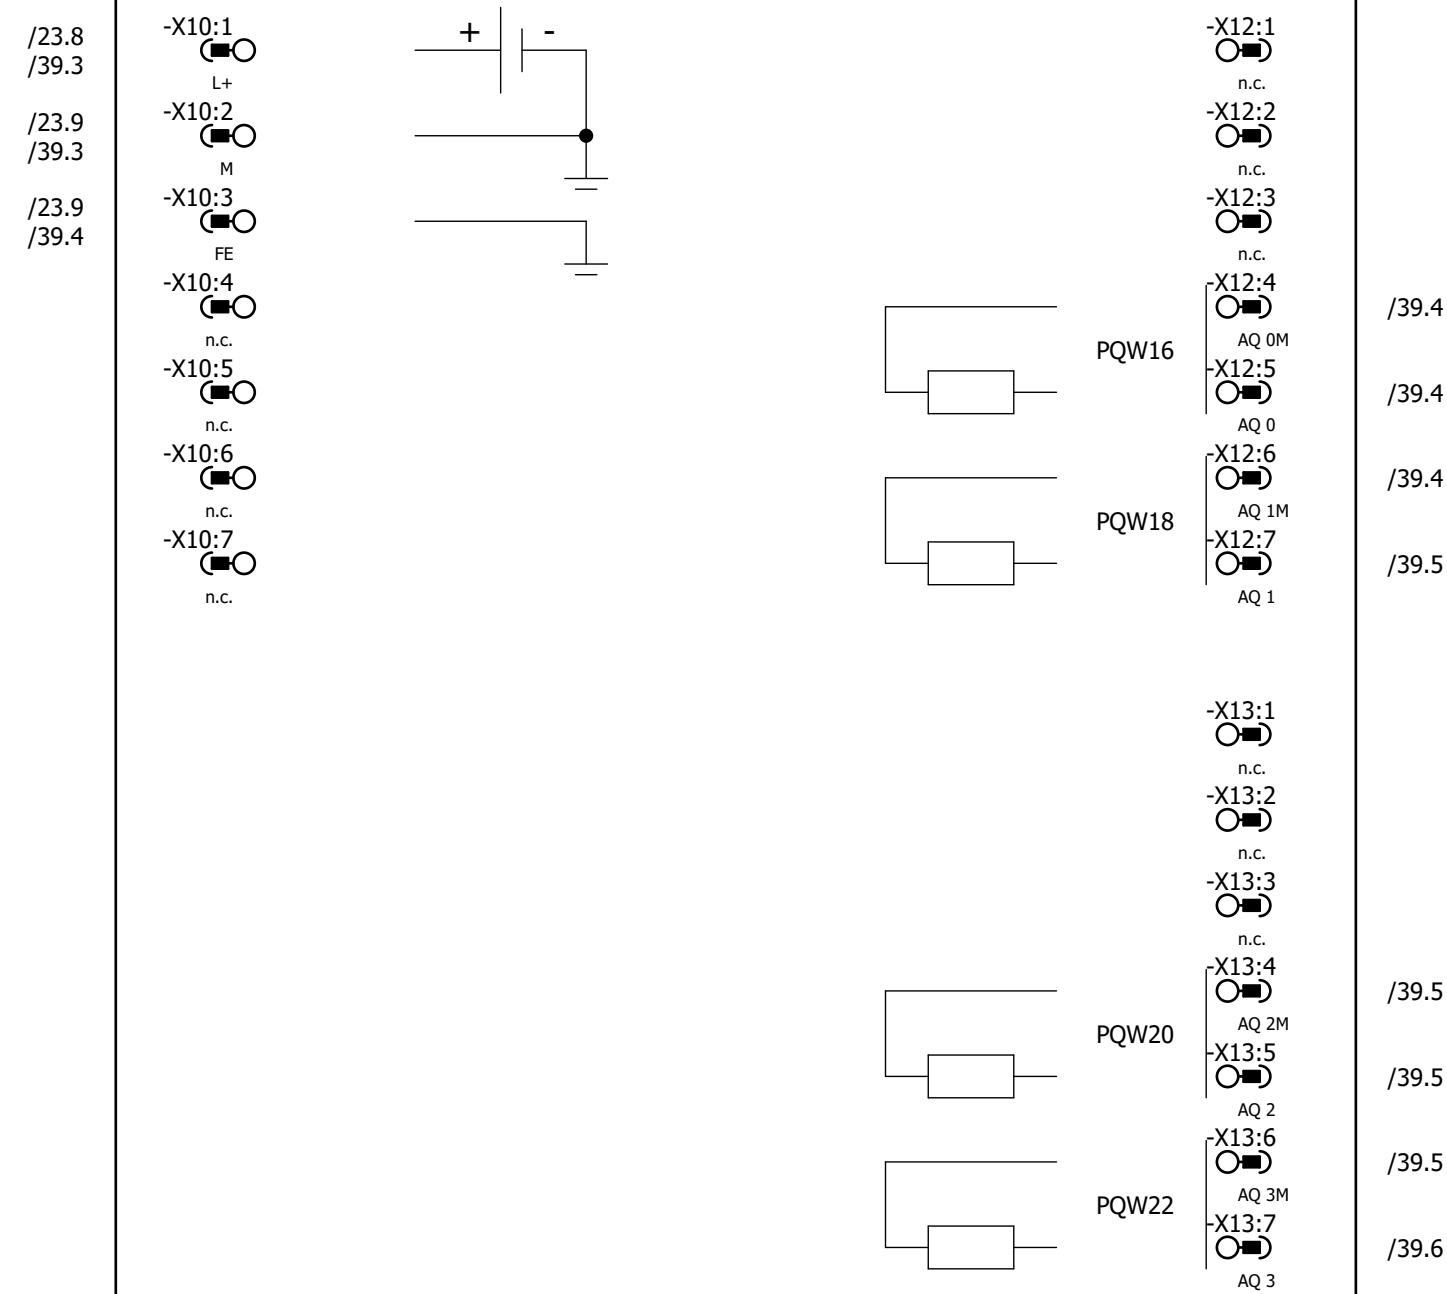 /23.8
/39.3
-X10:1
L+
/23.9
/39.3
-X10:2
M
/23.9
/39.4
-X10:3
FE
-X10:4
n.c.
-X10:5
n.c.
-X10:6
n.c.
-X10:7
n.c.
+ -
-X12:1
n.c.
-X12:2
n.c.
-X12:3
n.c.
PQW16
-X12:4
/39.4
AQ 0M
-X12:5
/39.4
AQ 0
PQW18
-X12:6
/39.4
AQ 1M
-X12:7
/39.5
AQ 1
-X13:1
n.c.
-X13:2
n.c.
-X13:3
n.c.
PQW20
-X13:4
/39.5
AQ 2M
-X13:5
/39.5
AQ 2
PQW22
-X13:6
/39.5
AQ 3M
-X13:7
/39.6
AQ 3